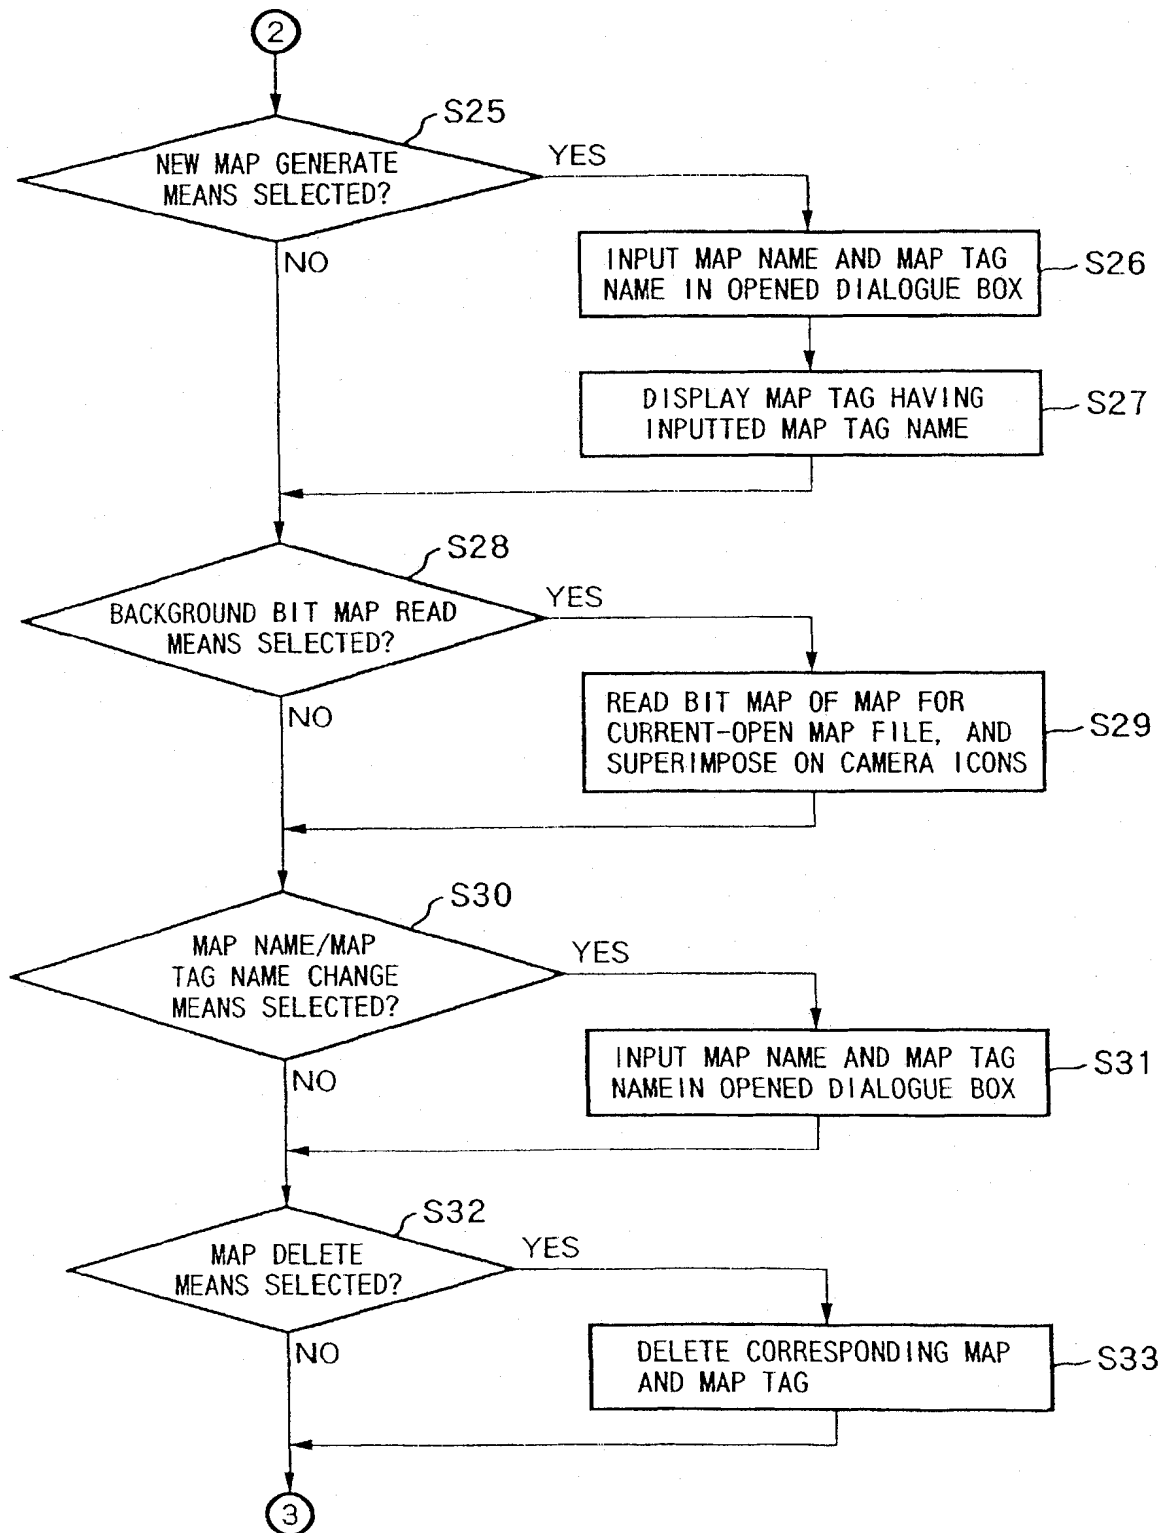 2
S25
NEW MAP GENERATE
MEANS SELECTED?
YES
NO
INPUT MAP NAME AND MAP TAG
NAME IN OPENED DIALOGUE BOX
S26
DISPLAY MAP TAG HAVING
INPUTTED MAP TAG NAME
S27
S28
BACKGROUND BIT MAP READ
MEANS SELECTED?
YES
NO
READ BIT MAP OF MAP FOR
CURRENT-OPEN MAP FILE, AND
SUPERIMPOSE ON CAMERA ICONS
S29
S30
MAP NAME/MAP
TAG NAME CHANGE
MEANS SELECTED?
YES
NO
INPUT MAP NAME AND MAP TAG
NAMEIN OPENED DIALOGUE BOX
S31
S32
MAP DELETE
MEANS SELECTED?
YES
NO
DELETE CORRESPONDING MAP
AND MAP TAG
S33
3